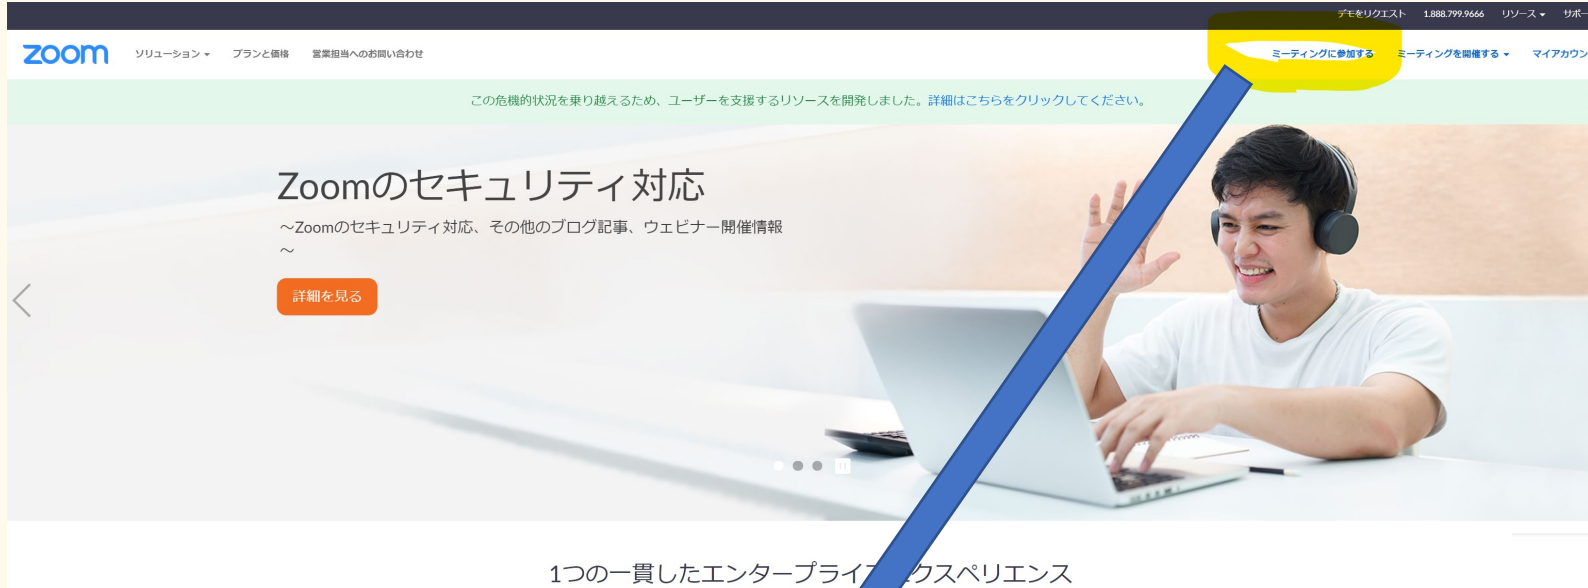 デモをリクエスト 1.888.799.9666 リソース サポー
zoom ソリューション プランと価格 営業担当へのお問い合わせ ミーティングに参加する ミーティングを開催する マイアカウン
この危機的状況を乗り越えるため、ユーザーを支援するリソースを開発しました。詳細はこちらをクリックしてください。
Zoomのセキュリティ対応
～Zoomのセキュリティ対応、その他のブログ記事、ウェビナー開催情報
～
詳細を見る
1つの一貫したエンタープライ クスペリエンス